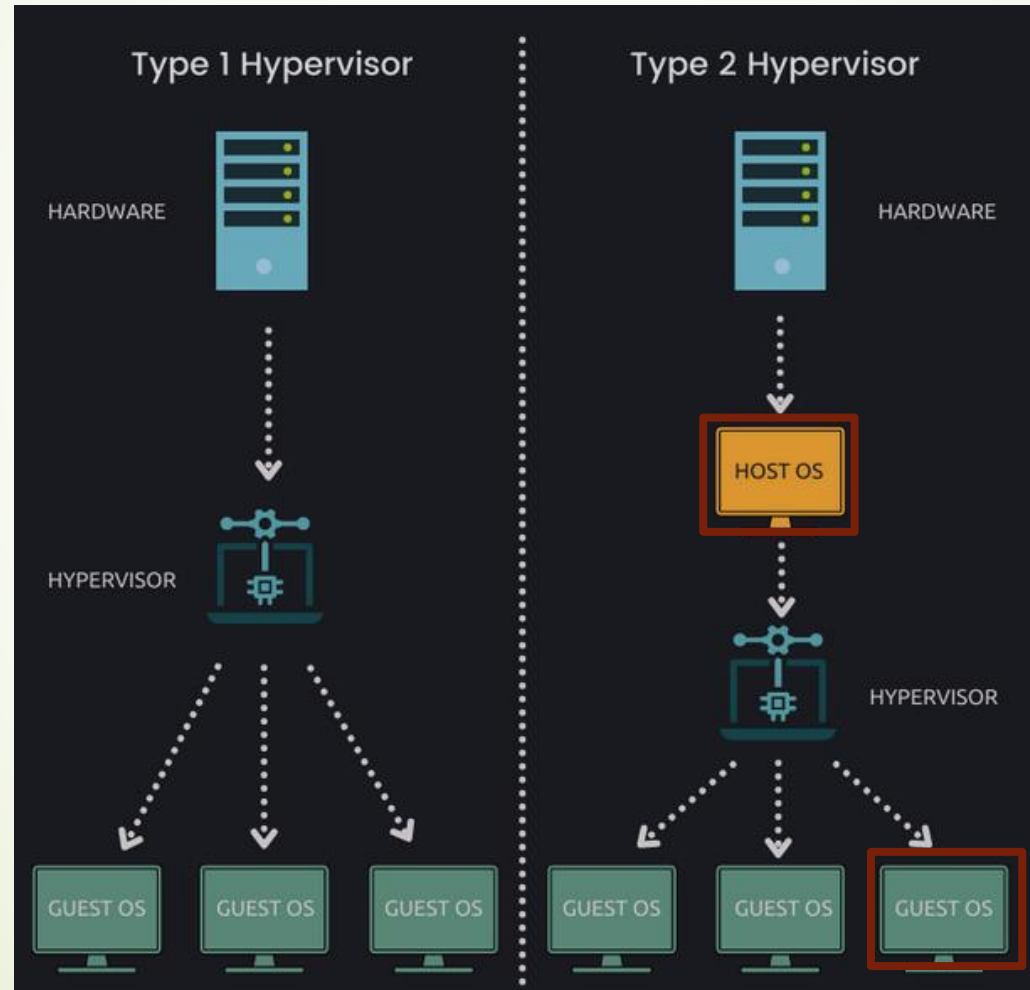 Type 1 Hypervisor
HARDWARE
HYPERVISOR
GUEST OS
GUEST OS
GUEST OS
Type 2 Hypervisor
HARDWARE
HOST OS
HYPERVISOR
GUEST OS
GUEST OS
GUEST OS